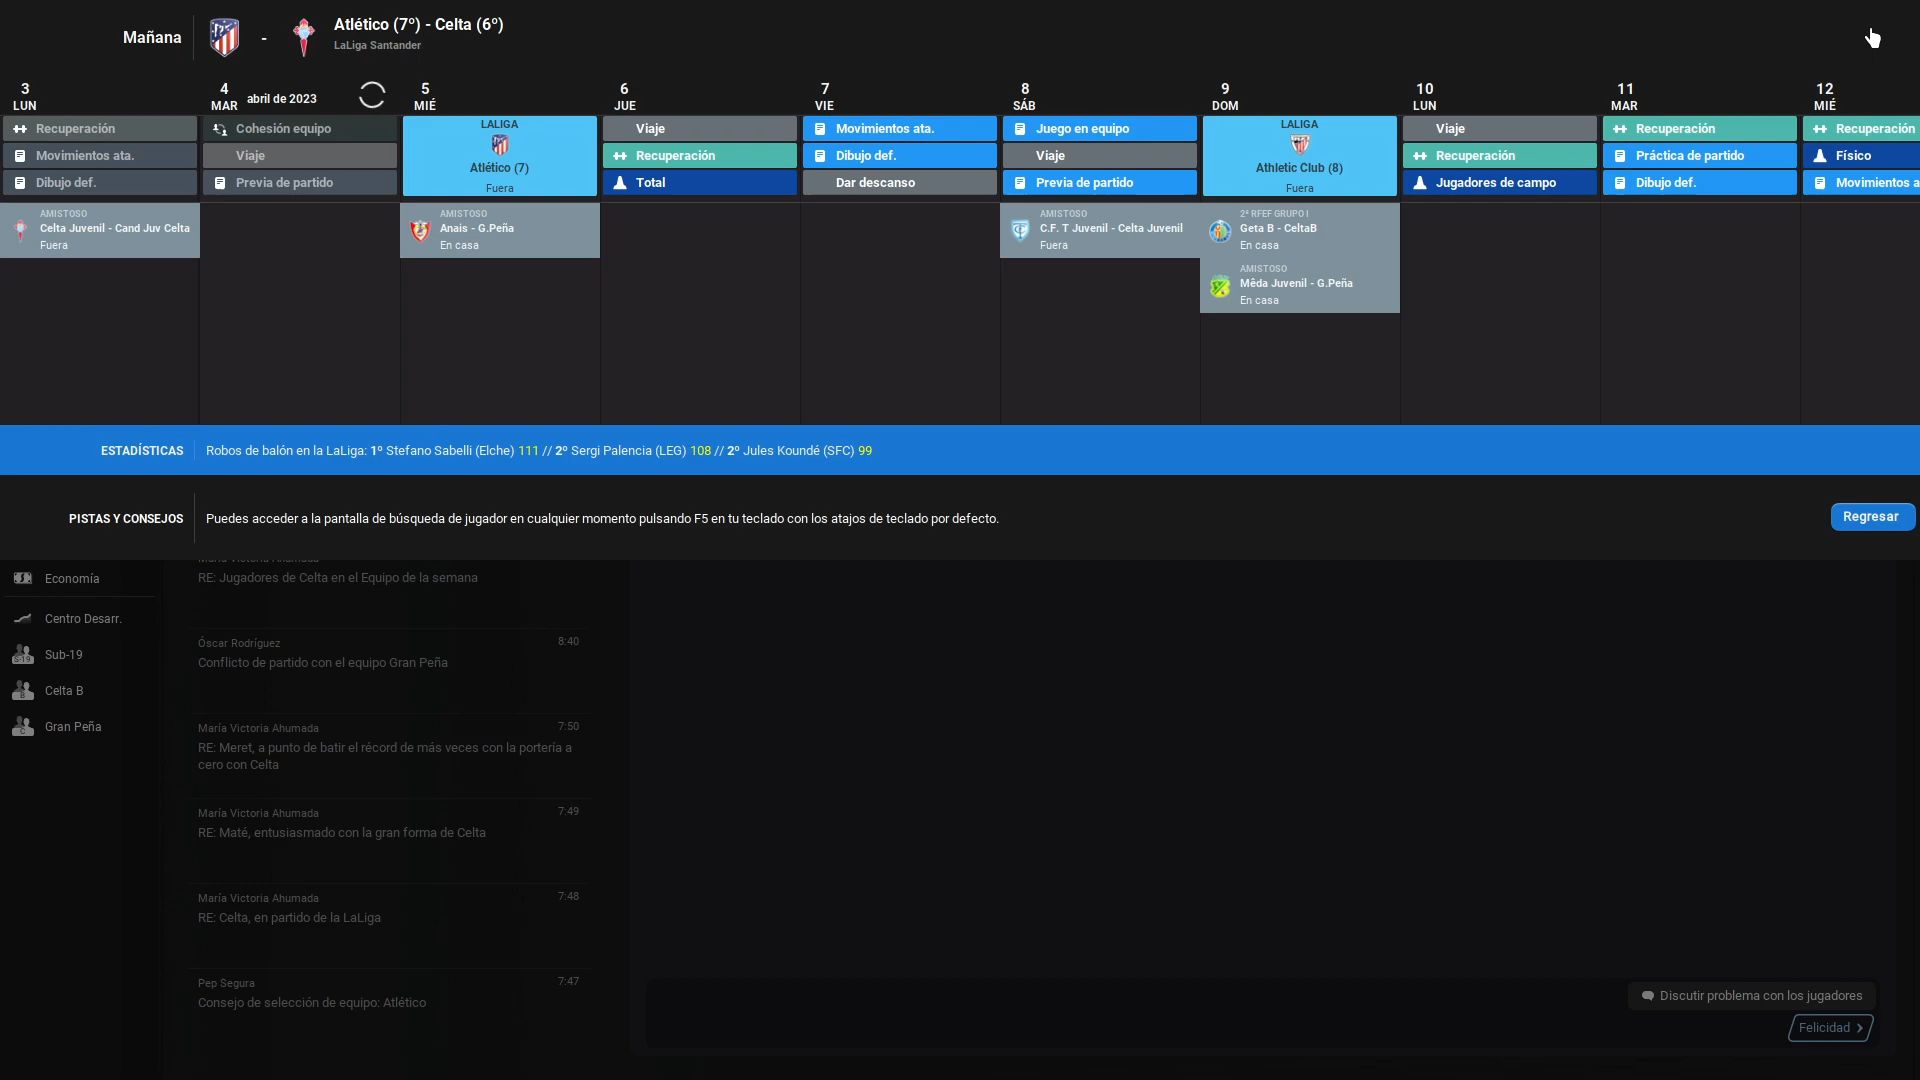 Mañana
-
Atlético (7º) - Celta (6º)
LaLiga Santander
3
LUN
4
MAR
abril de 2023
5
MIÉ
6
JUE
7
VIE
8
SÁB
9
DOM
10
LUN
11
MAR
12
MIÉ
Recuperación
Movimientos ata.
Dibujo def.
Cohesión equipo
Viaje
Previa de partido
LALIGA
Atlético (7)
Fuera
Viaje
Recuperación
Total
Movimientos ata.
Dibujo def.
Dar descanso
Juego en equipo
Viaje
Previa de partido
LALIGA
Athletic Club (8)
Fuera
Viaje
Recuperación
Jugadores de campo
Recuperación
Práctica de partido
Dibujo def.
Recuperación
Físico
Movimientos a
AMISTOSO
Celta Juvenil - Cand Juv Celta
Fuera
AMISTOSO
Anais - G.Peña
En casa
AMISTOSO
C.F. T Juvenil - Celta Juvenil
Fuera
2ª RFEF GRUPO I
Geta B - CeltaB
En casa
AMISTOSO
Mêda Juvenil - G.Peña
En casa
ESTADÍSTICAS
Robos de balón en la LaLiga: 1º Stefano Sabelli (Elche) 111 // 2º Sergi Palencia (LEG) 108 // 2º Jules Koundé (SFC) 99
PISTAS Y CONSEJOS
Puedes acceder a la pantalla de búsqueda de jugador en cualquier momento pulsando F5 en tu teclado con los atajos de teclado por defecto.
Regresar
Economía
Centro Desarr.
S-19
Sub-19
B
Celta B
C
Gran Peña
María Victoria Ahumada
RE: Jugadores de Celta en el Equipo de la semana
Óscar Rodríguez
8:40
Conflicto de partido con el equipo Gran Peña
María Victoria Ahumada
7:50
RE: Meret, a punto de batir el récord de más veces con la portería a
cero con Celta
María Victoria Ahumada
7:49
RE: Maté, entusiasmado con la gran forma de Celta
María Victoria Ahumada
7:48
RE: Celta, en partido de la LaLiga
Pep Segura
7:47
Consejo de selección de equipo: Atlético
Discutir problema con los jugadores
Felicidad